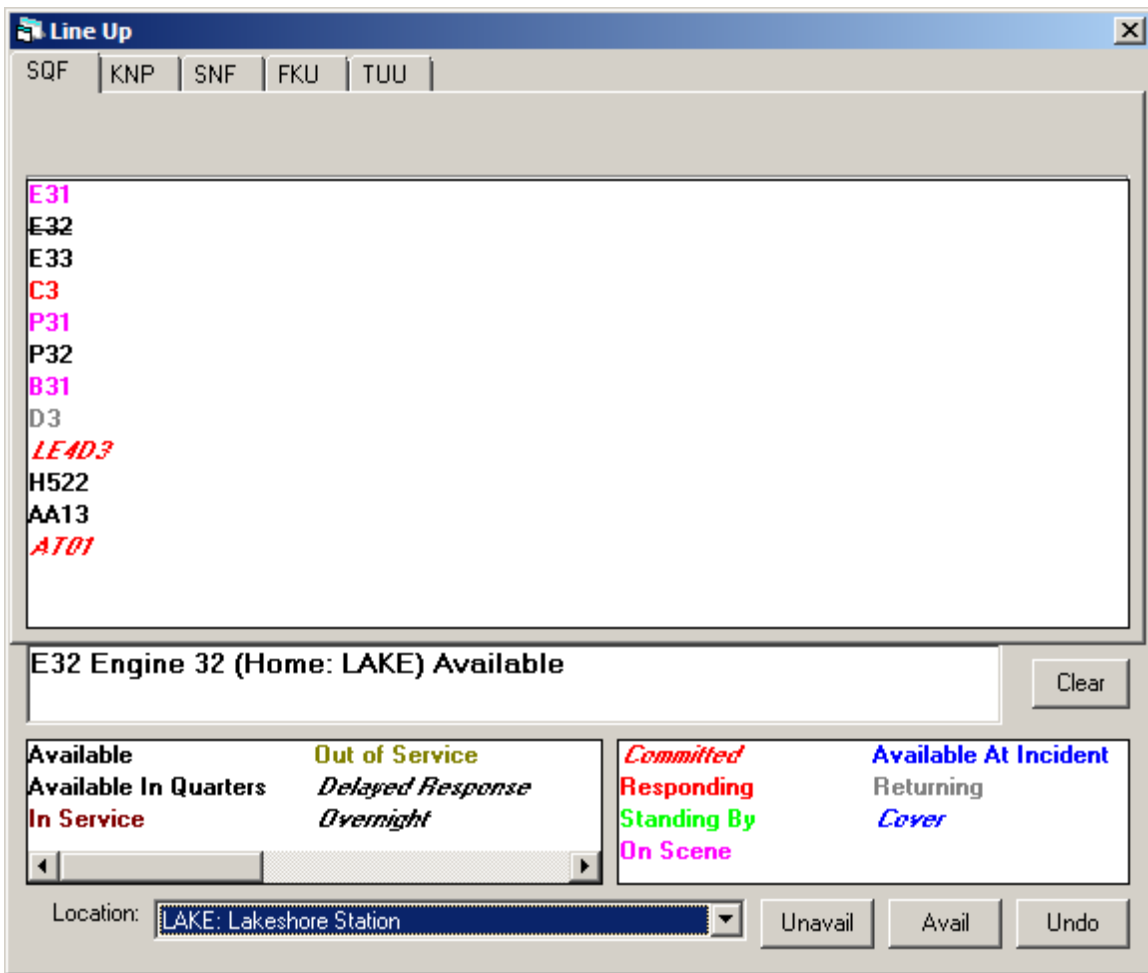 Line Up
SQF KNP SNF FKU TUU
E31
E32
E33
C3
P31
P32
B31
D3
LE4D3
H522
AA13
AT01
E32 Engine 32 (Home: LAKE) Available
Clear
Available Out of Service
Available In Quarters Delayed Response
In Service Overnight
Committed Available At Incident
Responding Returning
Standing By Cover
On Scene
Location: LAKE: Lakeshore Station Unavail Avail Undo